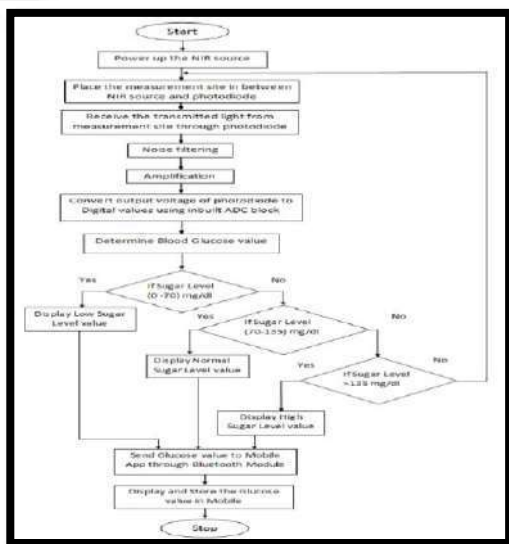 Start
Power up the NIR source
Place the measurement site in between
NIR source and photodiode
Receive the transmitted light from
measurement site through photodiode
Noise filtering
Amplification
Convert output voltage of photodiode to
Digital values using inbuilt ADC block
Determine Blood Glucose value
Yes
If Sugar Level
(0 -70) mg/dl
No
Display Low Sugar
Level value
Yes
If Sugar Level
mg/dl
No
Display Normal
Sugar Level value
Yes
If Sugar Level
mg/dl
No
Display High
Sugar Level value
Send Glucose value to Mobile
App through Bluetooth Module
Display and Store the Glucose
value in Mobile
Stop